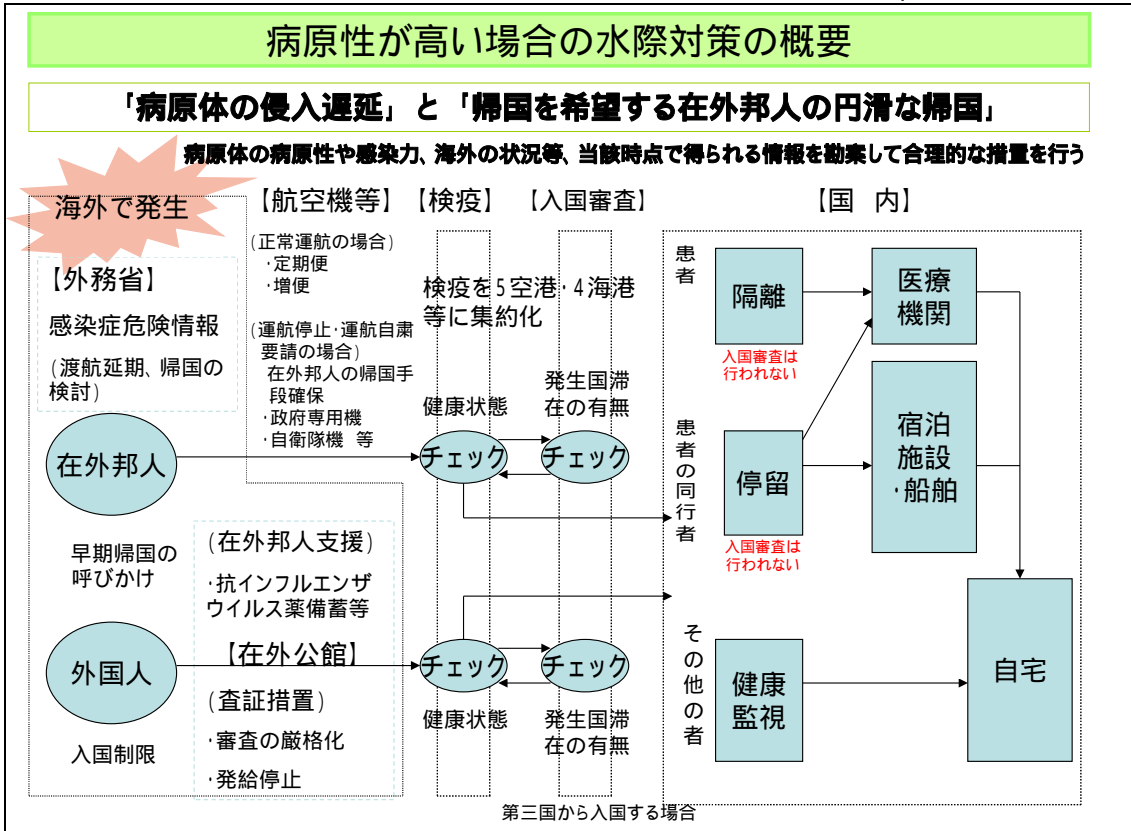 病原性が高い場合の水際対策の概要
「病原体の侵入遅延」と「帰国を希望する在外邦人の円滑な帰国」
病原体の病原性や感染力、海外の状況等、当該時点で得られる情報を勘案して合理的な措置を行う
海外で発生
【航空機等】
【検疫】
【入国審査】
【国 内】
【外務省】
感染症危険情報
(渡航延期、帰国の
検討)
(正常運航の場合)
・定期便
・増便
(運航停止・運航自粛
要請の場合)
在外邦人の帰国手
段確保
・政府専用機
・自衛隊機 等
検疫を5空港・4海港
等に集約化
健康状態
発生国滞
在の有無
在外邦人
チェック
チェック
早期帰国の
呼びかけ
(在外邦人支援)
・抗インフルエンザ
ウイルス薬備蓄等
【在外公館】
外国人
チェック
チェック
(査証措置)
・審査の厳格化
・発給停止
入国制限
健康状態
発生国滞
在の有無
第三国から入国する場合
患者
隔離
入国審査は
行われない
医療
機関
患者の同行者
停留
入国審査は
行われない
宿泊
施設
・船舶
その他の者
健康
監視
自宅